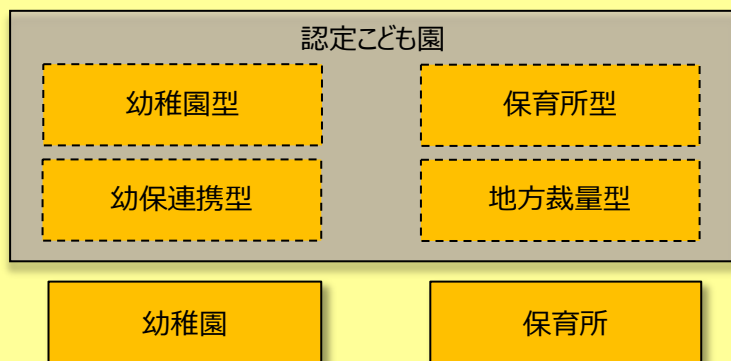 認定こども園
幼稚園型
保育所型
幼保連携型
地方裁量型
幼稚園
保育所